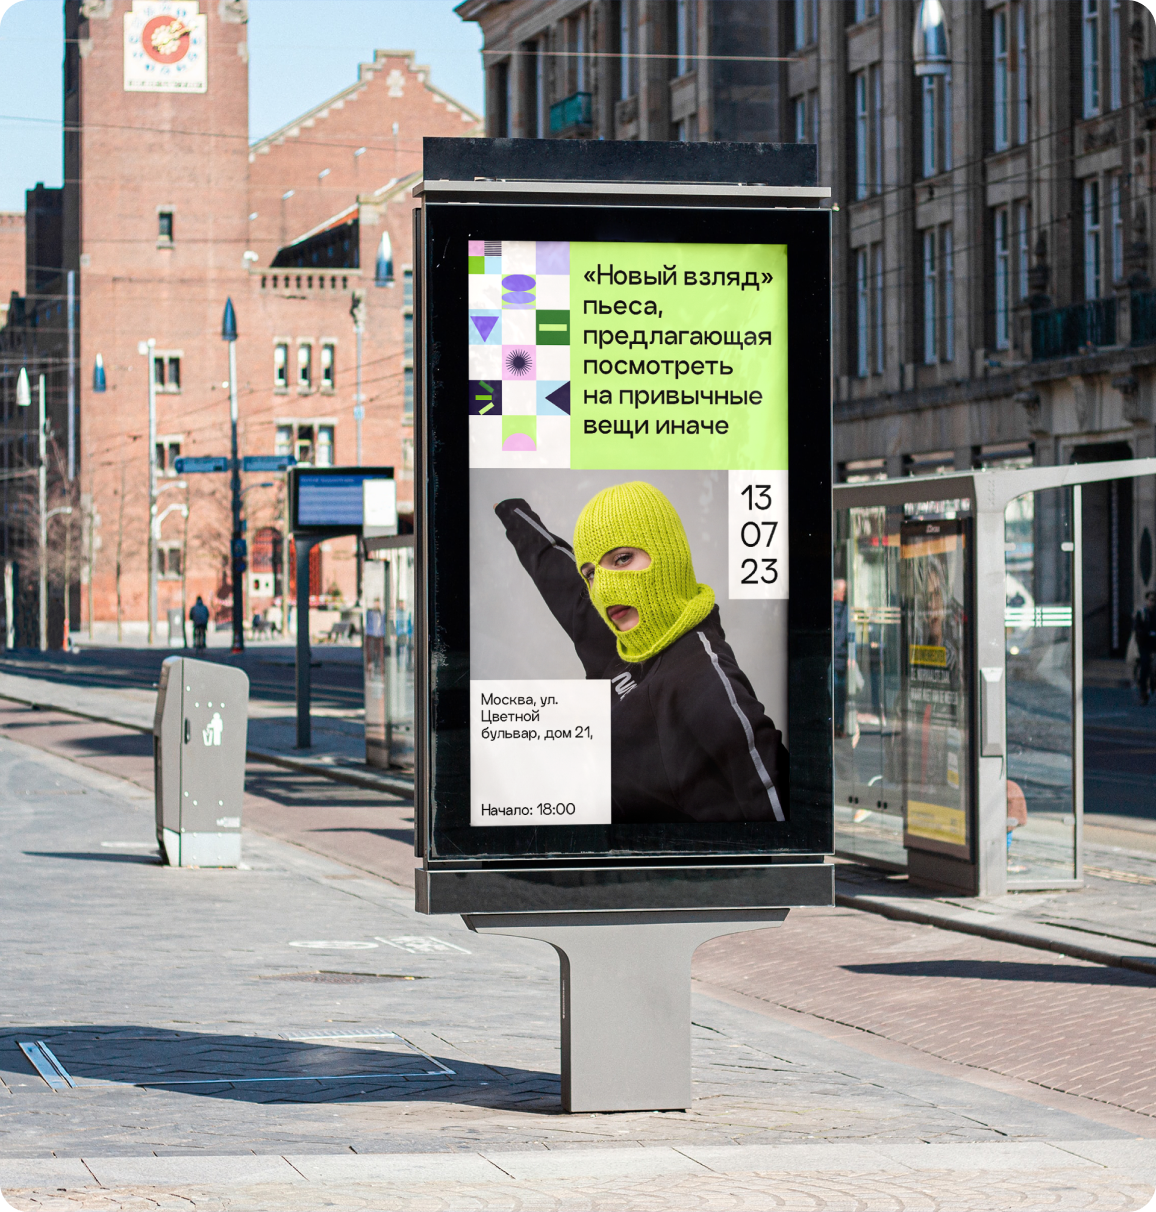 «Новый взгляд»
пьеса,
предлагающая
посмотреть
на привычные
вещи иначе
13
07
23
Москва, ул.
Цветной
бульвар, дом 21,
Начало: 18:00